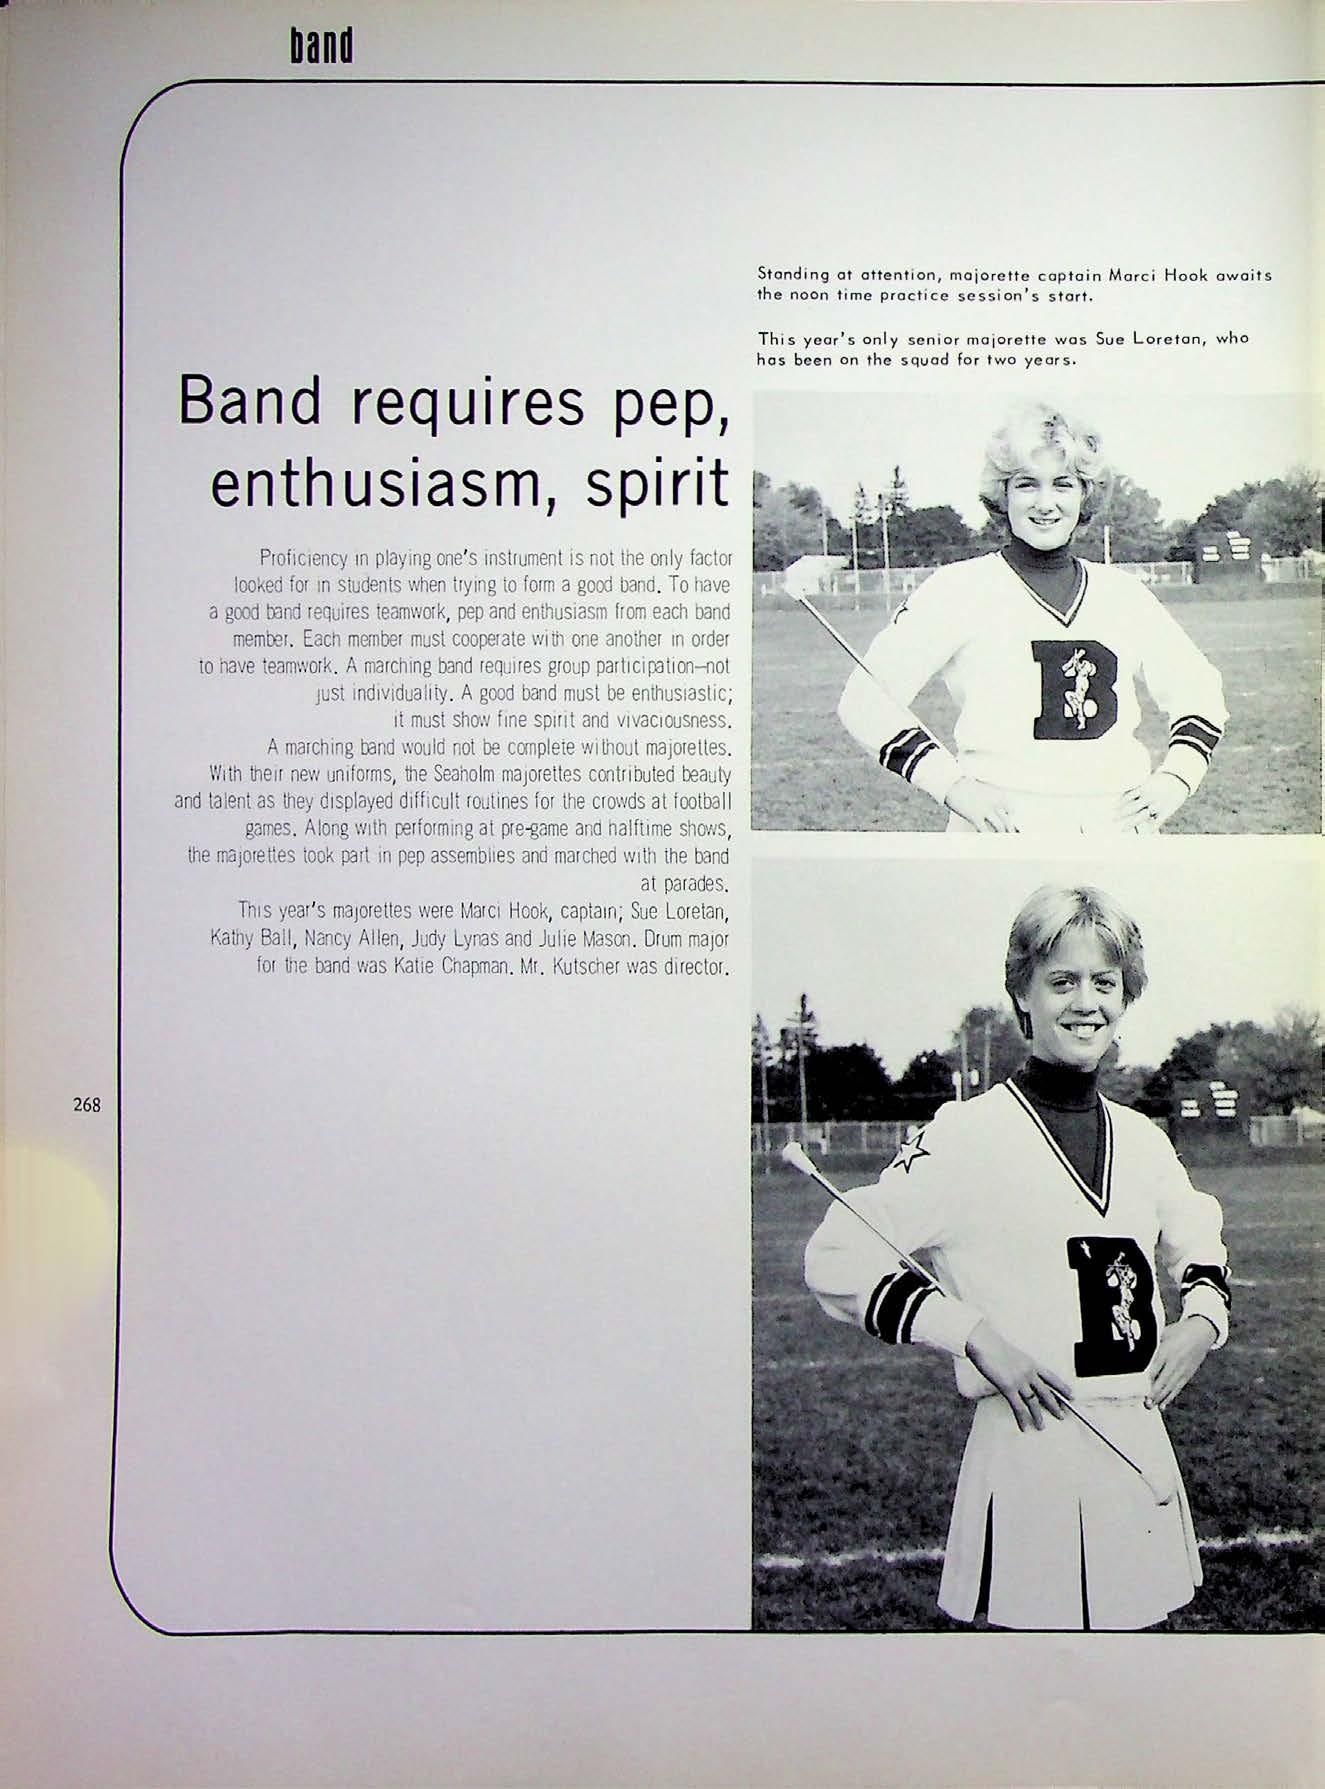 band
Standing at attention, majorette captain Marci Hook awaits
the noon time practice session's start.
This year's only senior majorette was Sue Loretan, who
has been on the squad for two years.
Band requires pep,
enthusiasm, spirit
Proficiency in playing one's instrument is not the only factor
looked for in students when trying to form a good band. To have
a good band requires teamwork, pep and enthusiasm from each band
member. Each member must cooperate with one another in order
to have teamwork. A marching band requires group participation—not
just individuality. A good band must be enthusiastic;
it must show fine spirit and vivaciousness.
A marching band would not be complete without majorettes.
With their new uniforms, the Seaholm majorettes contributed beauty
and talent as they displayed difficult routines for the crowds at football
games. Along with performing at pre-game and halftime shows,
the majorettes took part in pep assemblies and marched with the band
at parades.
This year's majorettes were Marci Hook, captain; Sue Loretan,
Kathy Ball, Nancy Allen, Judy Lynas and Julie Mason. Drum major
for the band was Katie Chapman. Mr. Kutscher was director.
B
B
268